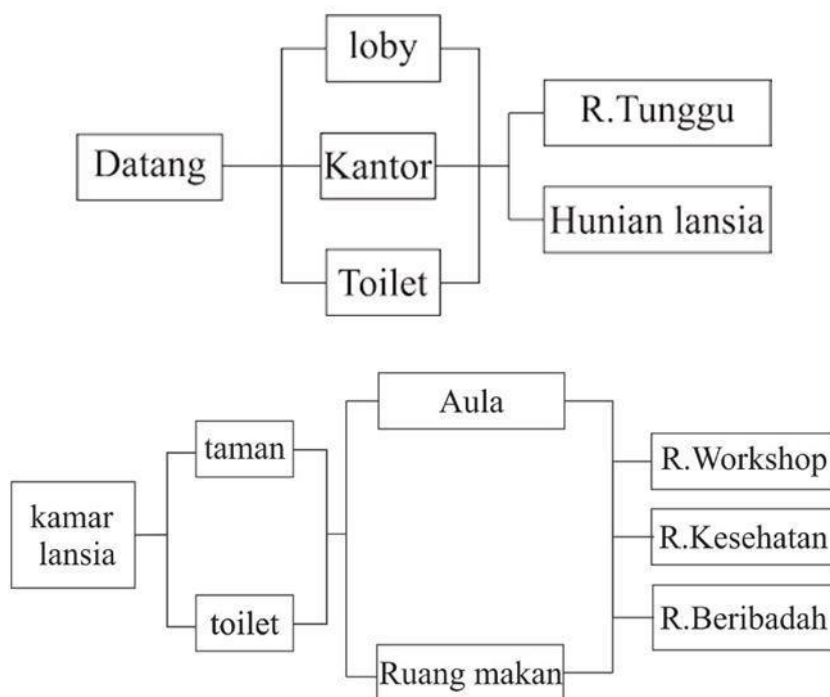 loby
R.Tunggu
Datang
Kantor
Hunian lansia
Toilet
Aula
taman
R.Workshop
kamar
lansia
R.Kesehatan
toilet
R.Beribadah
Ruang makan